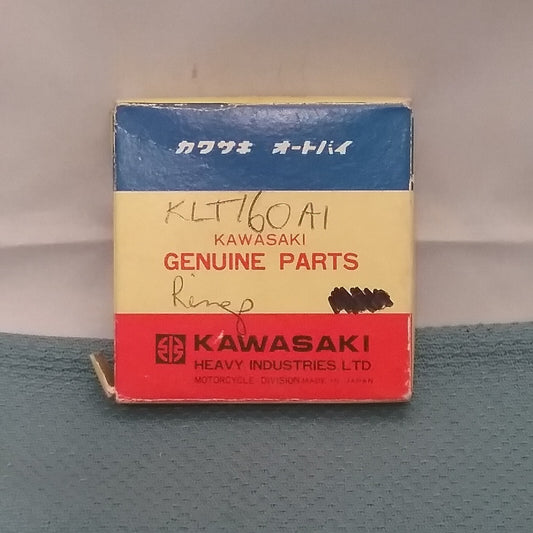 カワサキ オートバイ
KLT160A1
KAWASAKI
GENUINE PARTS
Rings
KAWASAKI
HEAVY INDUSTRIES LTD
MOTORCYCLE DIVISION MADE IN JAPAN